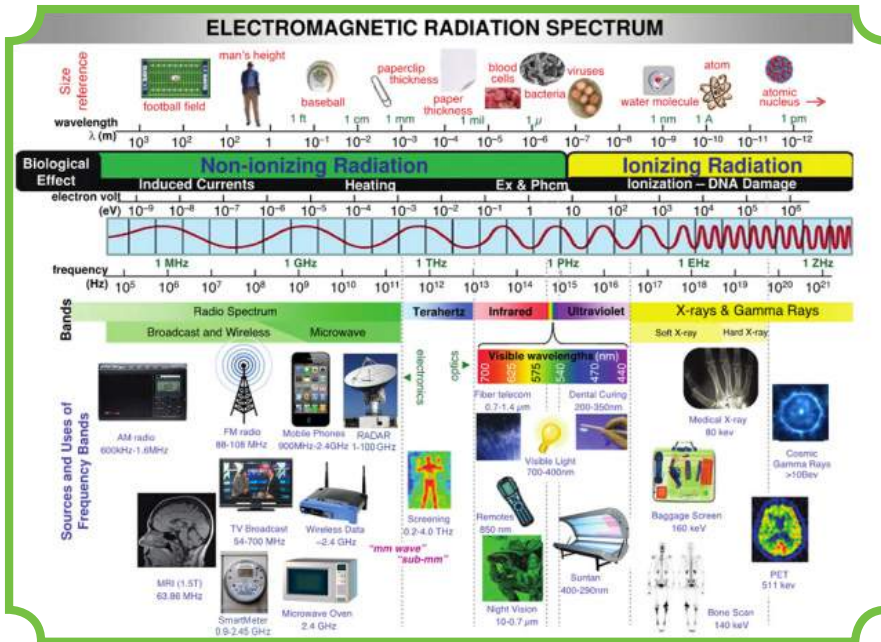 ELECTROMAGNETIC RADIATION SPECTRUM
Size reference
football field
man's height
baseball
paperclip thickness
paper thickness
blood cells
bacteria
viruses
water molecule
atom
atomic nucleus →
wavelength λ (m)
1 ft 1 cm 1 mm 1 mil 1 μ 1 nm 1 A 1 pm
10³ 10² 10² 1 10⁻¹ 10⁻² 10⁻³ 10⁻⁴ 10⁻⁵ 10⁻⁶ 10⁻⁷ 10⁻⁸ 10⁻⁹ 10⁻¹⁰ 10⁻¹¹ 10⁻¹²
Biological Effect
Non-ionizing Radiation
Ionizing Radiation
Induced Currents Heating Ex & Phcm Ionization – DNA Damage
electron volt (eV)
10⁻⁹ 10⁻⁸ 10⁻⁷ 10⁻⁶ 10⁻⁵ 10⁻⁴ 10⁻³ 10⁻² 10⁻¹ 1 10 10² 10³ 10⁴ 10⁵ 10⁶
1 MHz 1 GHz 1 THz 1 PHz 1 EHz 1 ZHz
frequency (Hz)
10⁵ 10⁶ 10⁷ 10⁸ 10⁹ 10¹⁰ 10¹¹ 10¹² 10¹³ 10¹⁴ 10¹⁵ 10¹⁶ 10¹⁷ 10¹⁸ 10¹⁹ 10²⁰ 10²¹
Bands
Radio Spectrum Terahertz Infrared Ultraviolet X-rays & Gamma Rays
Broadcast and Wireless Microwave Soft X-ray Hard X-ray
electronics
optics
Visible wavelengths (nm)
700 625 575 540 470 440
Sources and Uses of
Frequency Bands
AM radio
600kHz-1.6MHz
FM radio
88-108 MHz
Mobile Phones
900MHz-2.4GHz
RADAR
1-100 GHz
Fiber telecom
0.7-1.4 μm
Dental Curing
200-350nm
Visible Light
700-400nm
Medical X-ray
80 kev
Cosmic
Gamma Rays
>10Bev
TV Broadcast
54-700 MHz
Wireless Data
~2.4 GHz
Screening
0.2-4.0 THz
"mm wave"
"sub-mm"
Remotes
850 nm
Baggage Screen
160 keV
MRI (1.5T)
63.86 MHz
SmartMeter
0.9-2.45 GHz
Microwave Oven
2.4 GHz
Night Vision
10-0.7 μm
Suntan
400-290nm
PET
511 kev
Bone Scan
140 keV